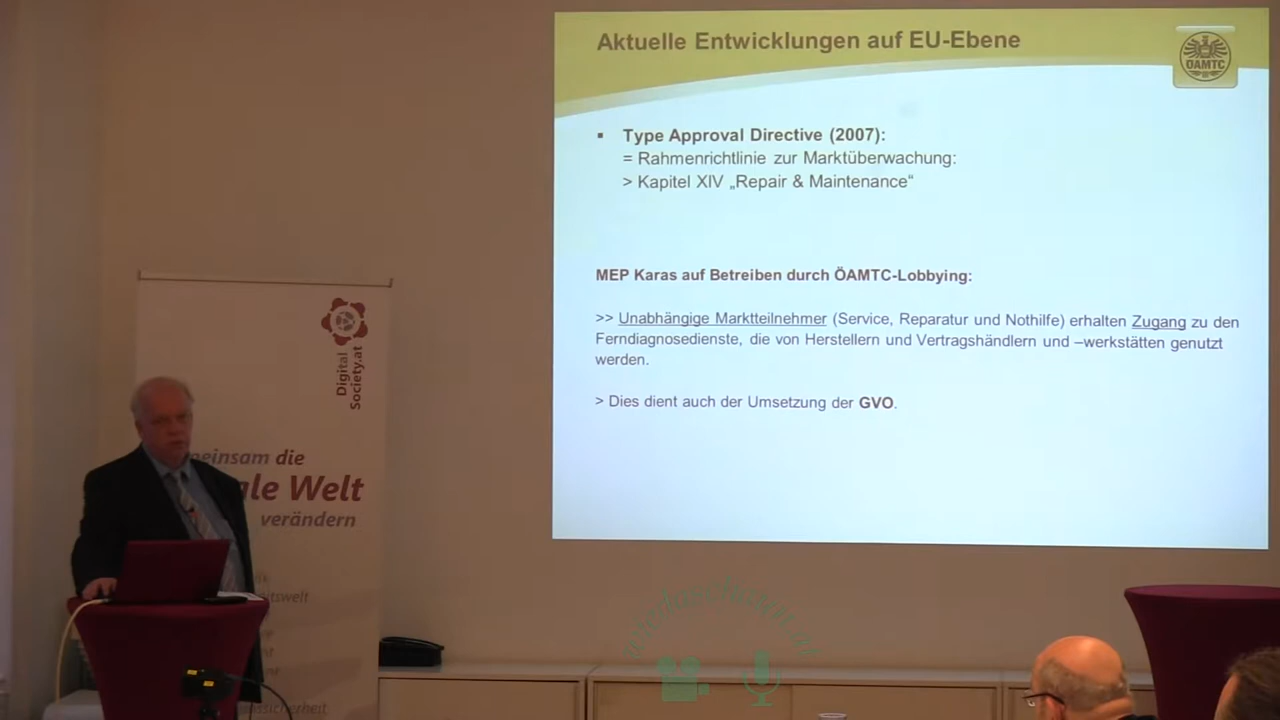 Aktuelle Entwicklungen auf EU-Ebene
ÖAMTC
▪ Type Approval Directive (2007):
= Rahmenrichtlinie zur Marktüberwachung:
> Kapitel XIV „Repair & Maintenance“
MEP Karas auf Betreiben durch ÖAMTC-Lobbying:
>> Unabhängige Marktteilnehmer (Service, Reparatur und Nothilfe) erhalten Zugang zu den
Ferndiagnosedienste, die von Herstellern und Vertragshändlern und –werkstätten genutzt
werden.
> Dies dient auch der Umsetzung der GVO.
Digital
Society.at
die
Welt
verändern